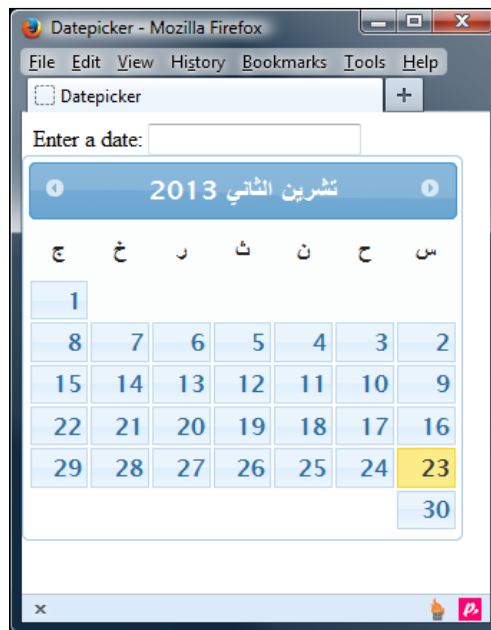 Datepicker - Mozilla Firefox
File Edit View History Bookmarks Tools Help
Datepicker
Enter a date:
تشرين الثاني 2013
س ح ن ث ر خ ج
1
2 3 4 5 6 7 8
9 10 11 12 13 14 15
16 17 18 19 20 21 22
23 24 25 26 27 28 29
30